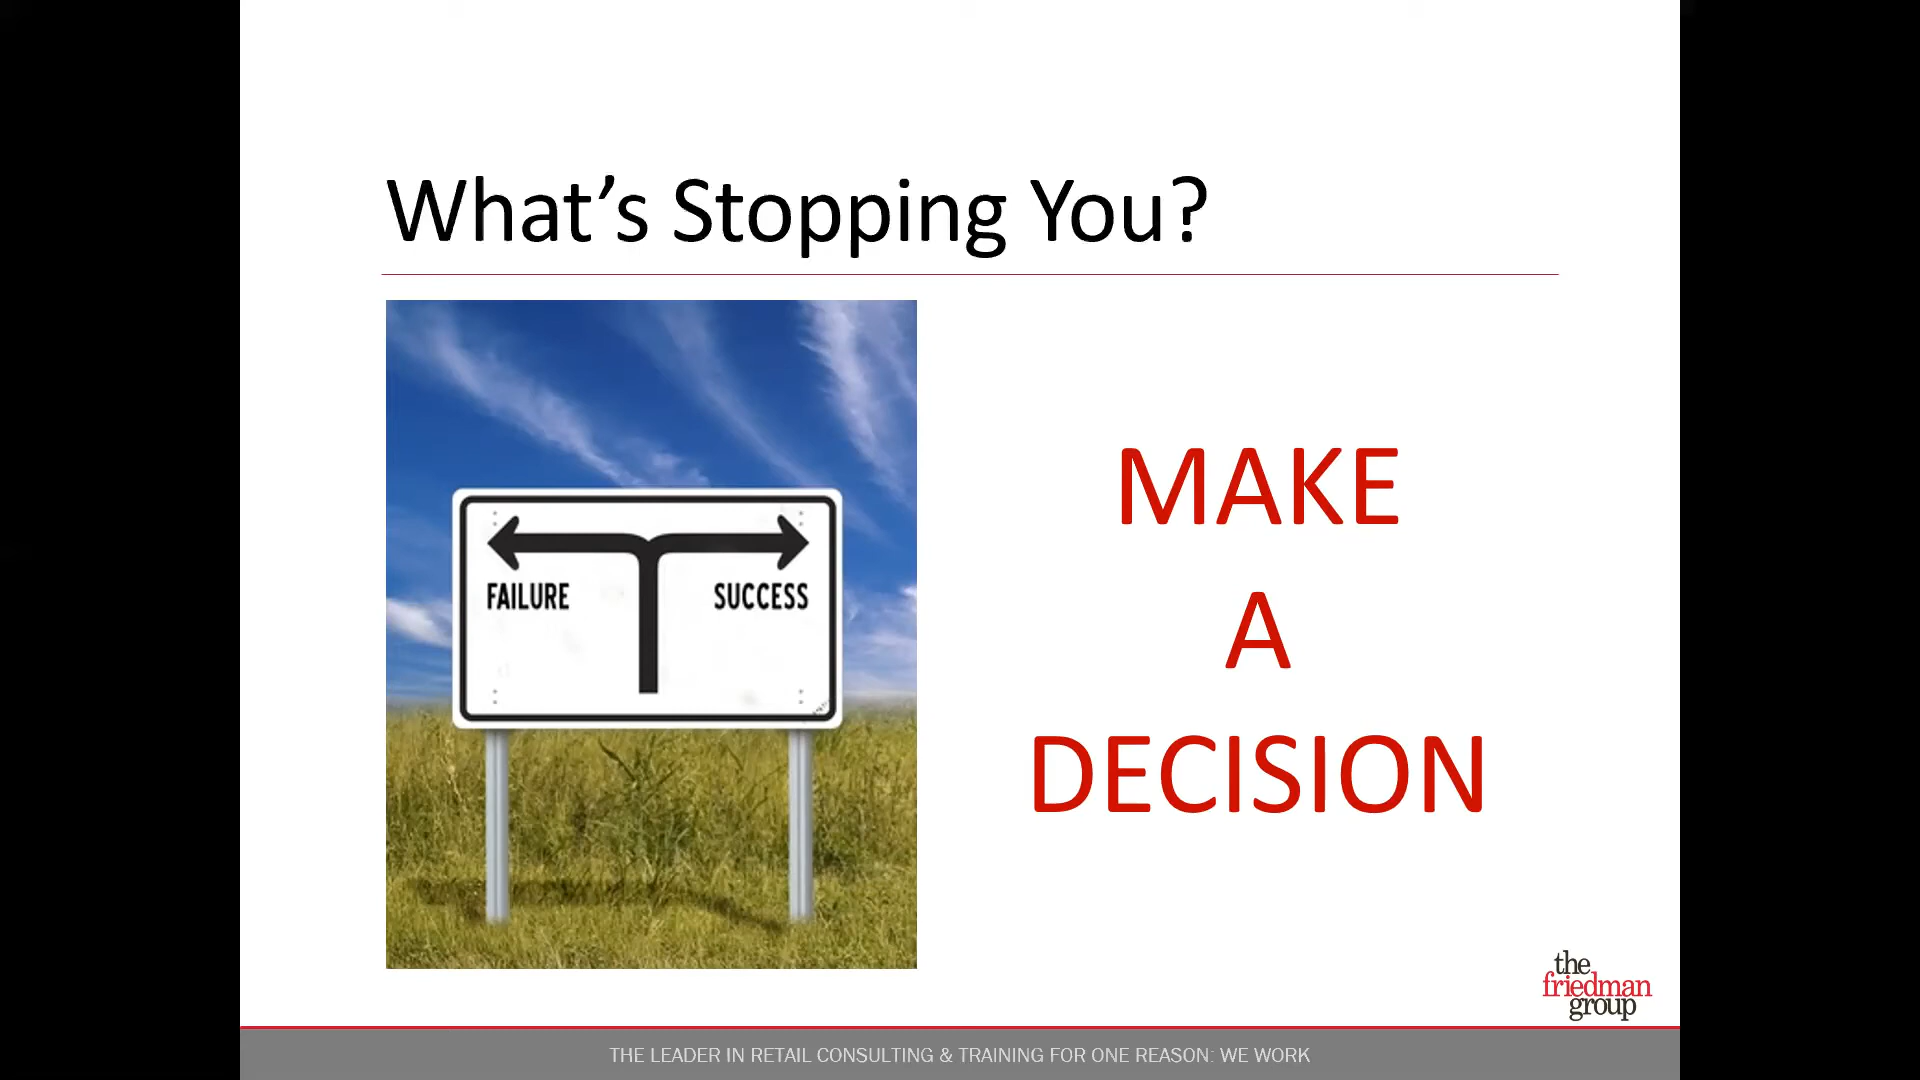 What’s Stopping You?
FAILURE
SUCCESS
MAKE
A
DECISION
the
friedman
group
THE LEADER IN RETAIL CONSULTING & TRAINING FOR ONE REASON: WE WORK